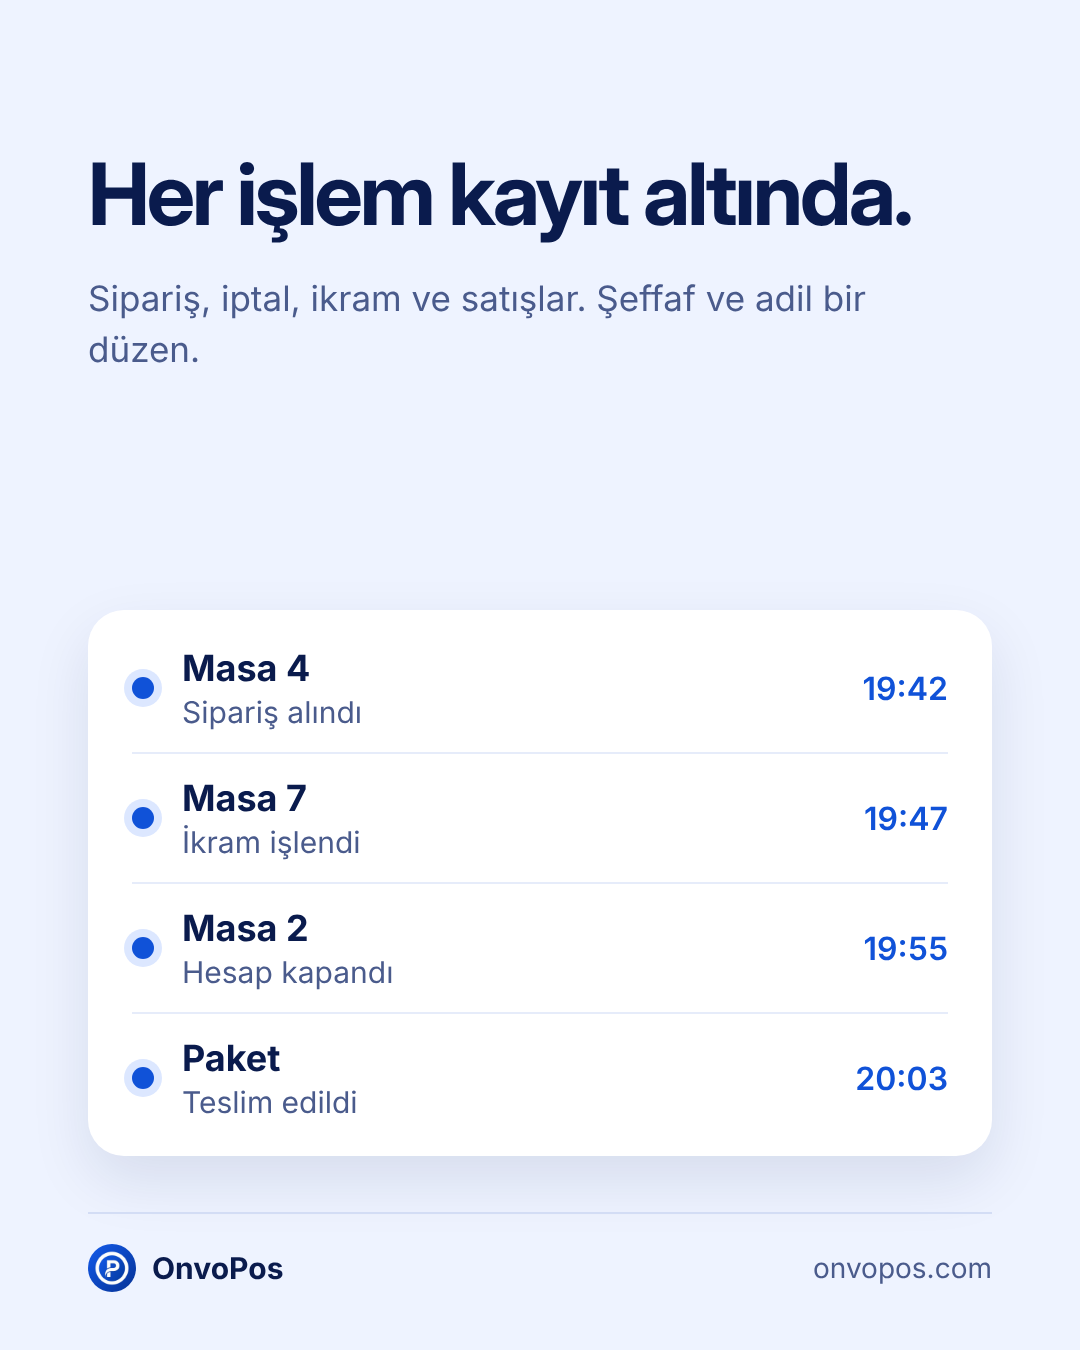 Her işlem kayıt altında.
Sipariş, iptal, ikram ve satışlar. Şeffaf ve adil bir
düzen.
Masa 4
Sipariş alındı
19:42
Masa 7
İkram işlendi
19:47
Masa 2
Hesap kapandı
19:55
Paket
Teslim edildi
20:03
P OnvoPos
onvopos.com